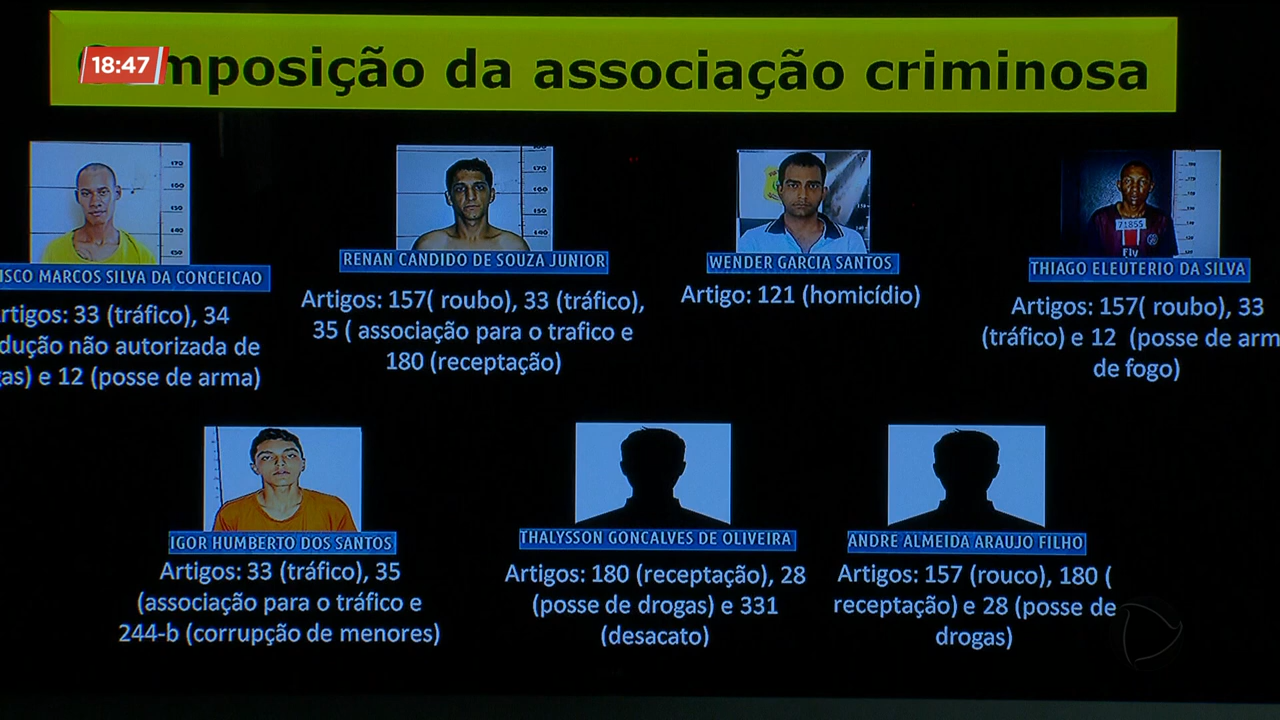 18:47
mposição da associação criminosa
ISCO MARCOS SILVA DA CONCEICAO
rtigos: 33 (tráfico), 34
dução não autorizada de
gas) e 12 (posse de arma)
RENAN CANDIDO DE SOUZA JUNIOR
Artigos: 157( roubo), 33 (tráfico),
35 ( associação para o trafico e
180 (receptação)
WENDER GARCIA SANTOS
Artigo: 121 (homicídio)
71855
Fly
THIAGO ELEUTERIO DA SILVA
Artigos: 157( roubo), 33
(tráfico) e 12 (posse de arm
de fogo)
IGOR HUMBERTO DOS SANTOS
Artigos: 33 (tráfico), 35
(associação para o tráfico e
244-b (corrupção de menores)
THALYSSON GONCALVES DE OLIVEIRA
Artigos: 180 (receptação), 28
(posse de drogas) e 331
(desacato)
ANDRE ALMEIDA ARAUJO FILHO
Artigos: 157 (rouco), 180 (
receptação) e 28 (posse de
drogas)